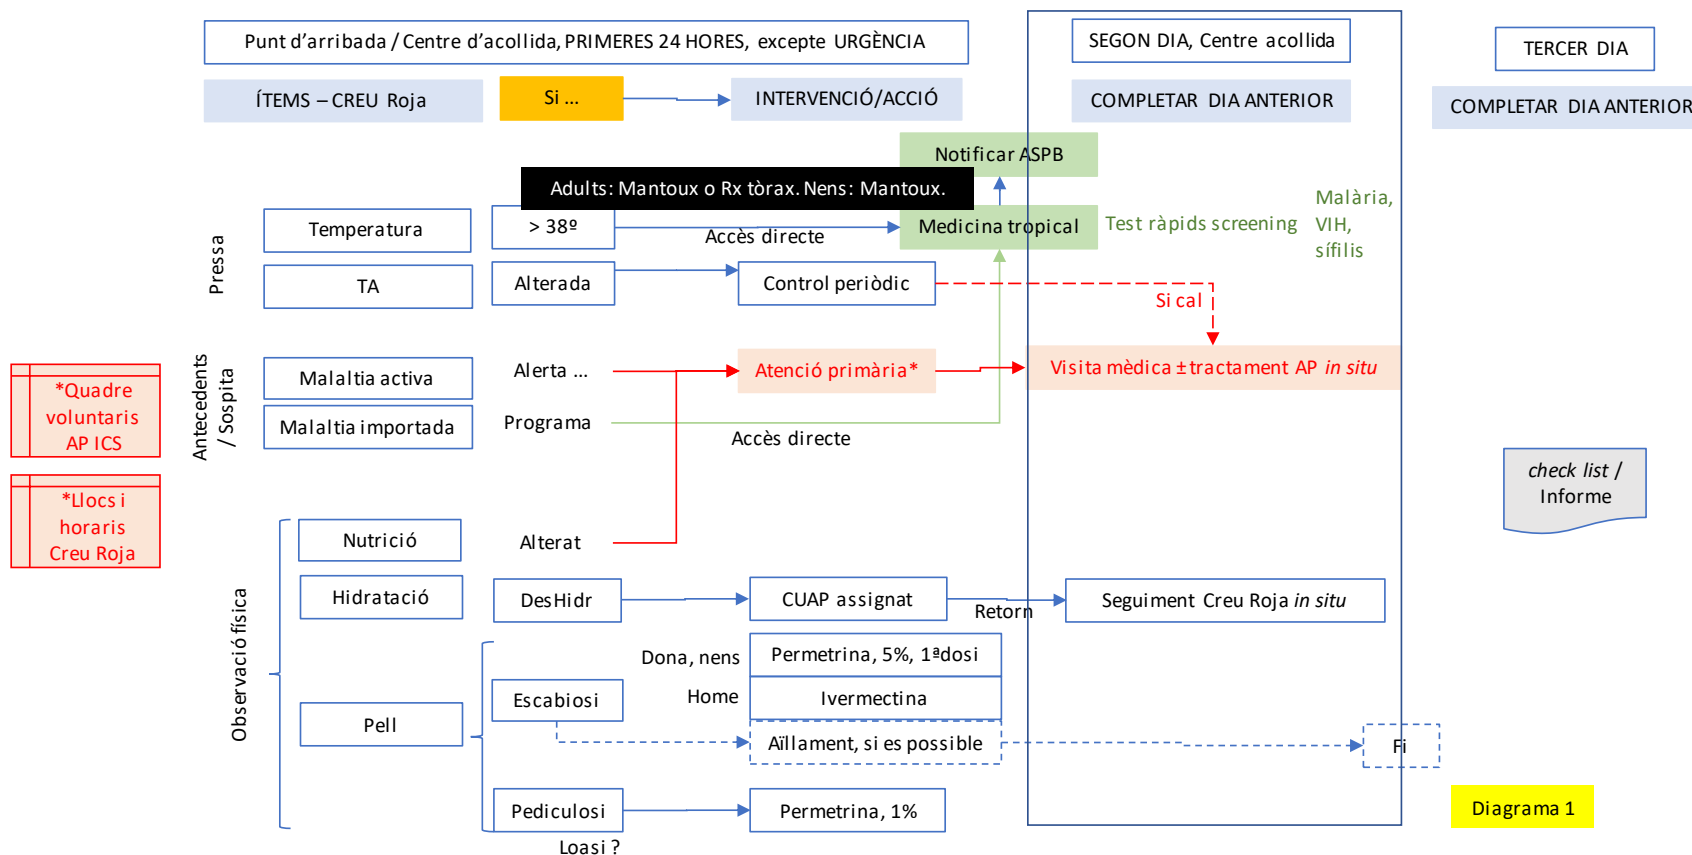 Punt d'arribada / Centre d'acollida, PRIMERES 24 HORES, excepte URGÈNCIA
SEGON DIA, Centre acollida
TERCER DIA
ÍTEMS – CREU Roja
Si ...
INTERVENCIÓ/ACCIÓ
COMPLETAR DIA ANTERIOR
COMPLETAR DIA ANTERIOR
Notificar ASPB
Adults: Mantoux o Rx tòrax. Nens: Mantoux.
Pressa
Temperatura
> 38º
Accès directe
Medicina tropical
Test ràpids screening
Malària,
VIH,
sífilis
TA
Alterada
Control periòdic
Si cal
*Quadre
voluntaris
AP ICS
Antecedents
/ Sospita
Malaltia activa
Alerta ...
Atenció primària*
Visita mèdica ± tractament AP in situ
Malaltia importada
Programa
Accès directe
*Llocs i
horaris
Creu Roja
check list /
Informe
Observació física
Nutrició
Alterat
Hidratació
DesHidr
CUAP assignat
Retorn
Seguiment Creu Roja in situ
Pell
Escabiosi
Dona, nens
Permetrina, 5%, 1ªdosi
Home
Ivermectina
Aïllament, si es possible
Fi
Pediculosi
Permetrina, 1%
Loasi ?
Diagrama 1